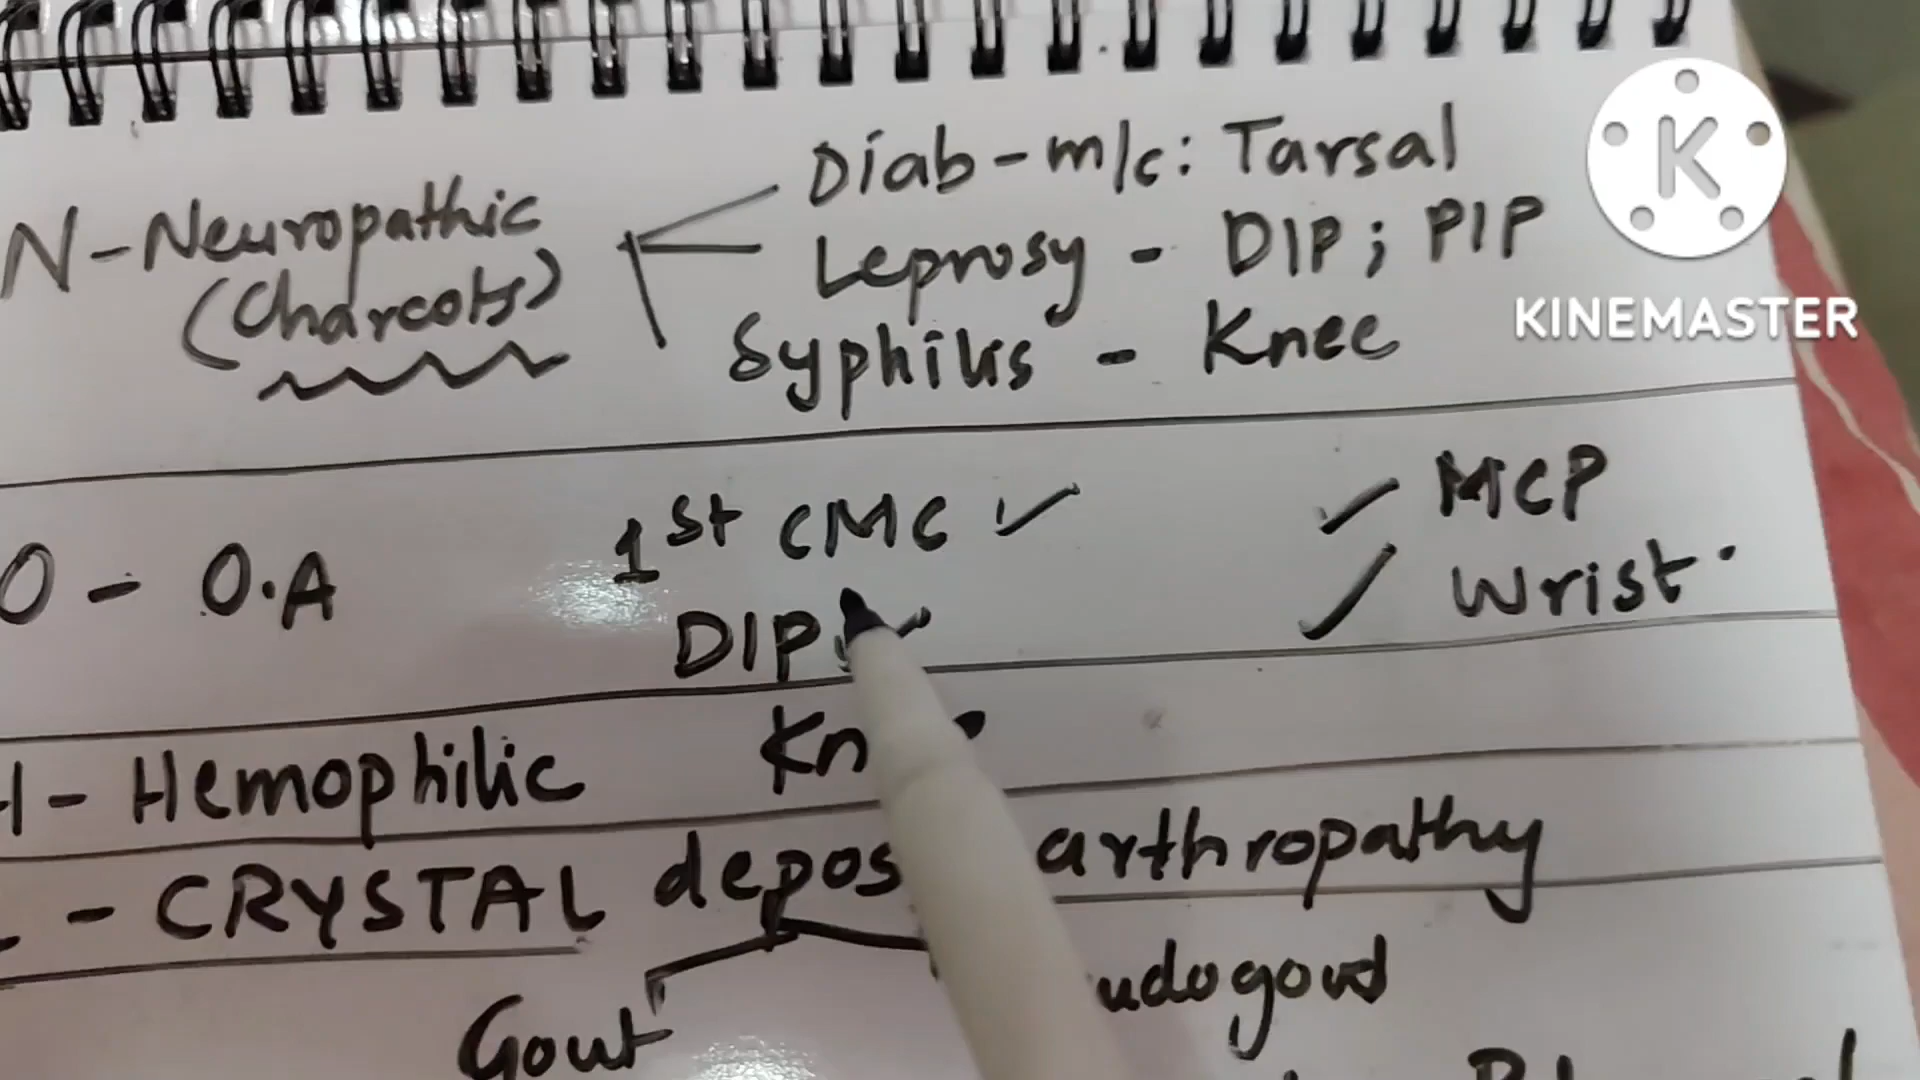 N - Neuropathic
(Charcots)
Diab - m/c: Tarsal
Leprosy - DIP; PIP
Syphilis - Knee
O - O.A
1st CMC ✓
DIP ✓
✓ MCP
✓ Wrist.
H - Hemophilic
- CRYSTAL arthropathy
Gout
K
KINEMASTER